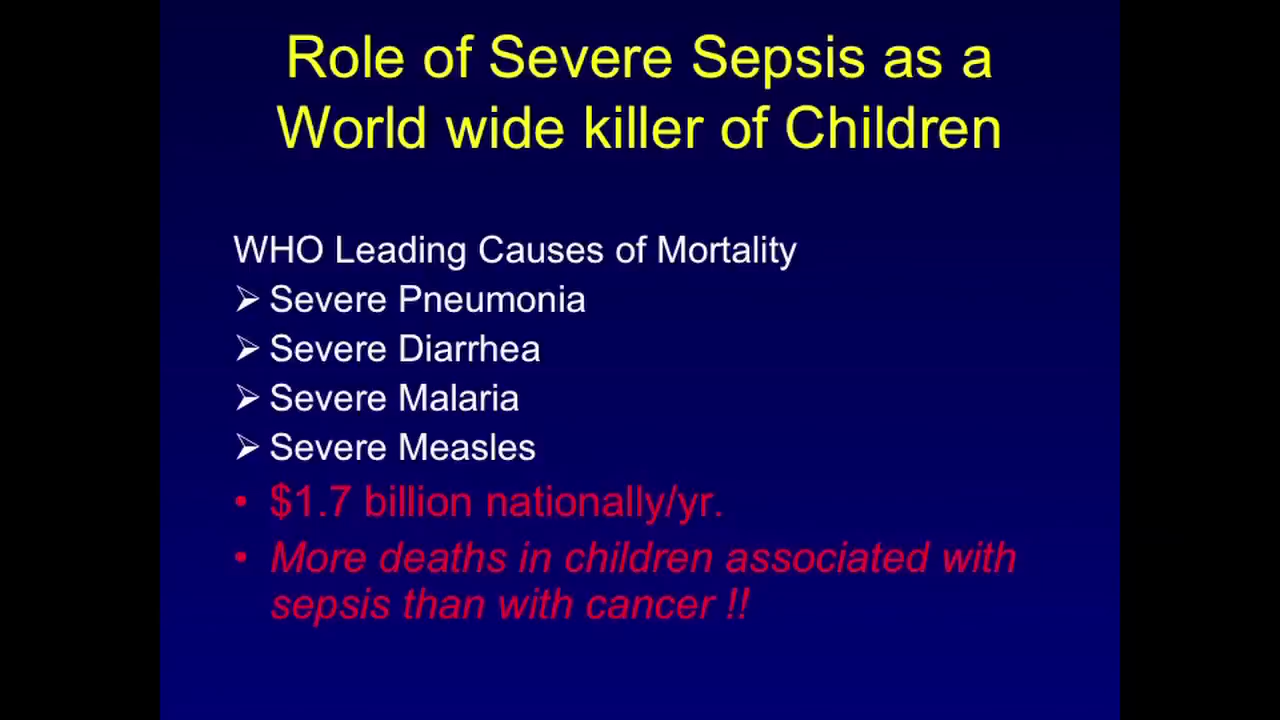 Role of Severe Sepsis as a
World wide killer of Children
WHO Leading Causes of Mortality
➢ Severe Pneumonia
➢ Severe Diarrhea
➢ Severe Malaria
➢ Severe Measles
• $1.7 billion nationally/yr.
• More deaths in children associated with
sepsis than with cancer !!